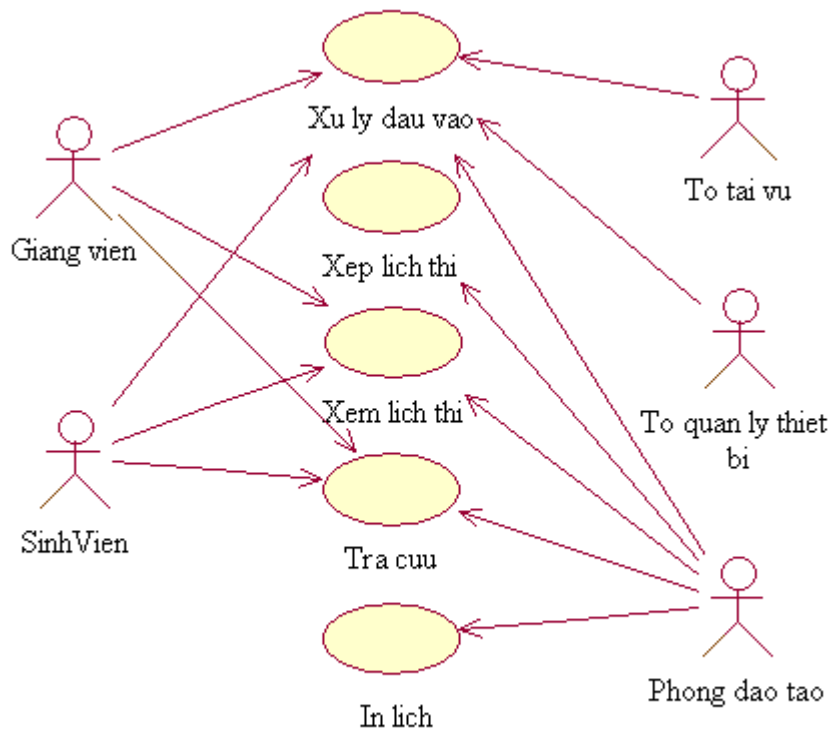 Xu ly dau vao
To tai vu
Giang vien
Xep lich thi
Xem lich thi
To quan ly thiet
bi
SinhVien
Tra cuu
Phong dao tao
In lich